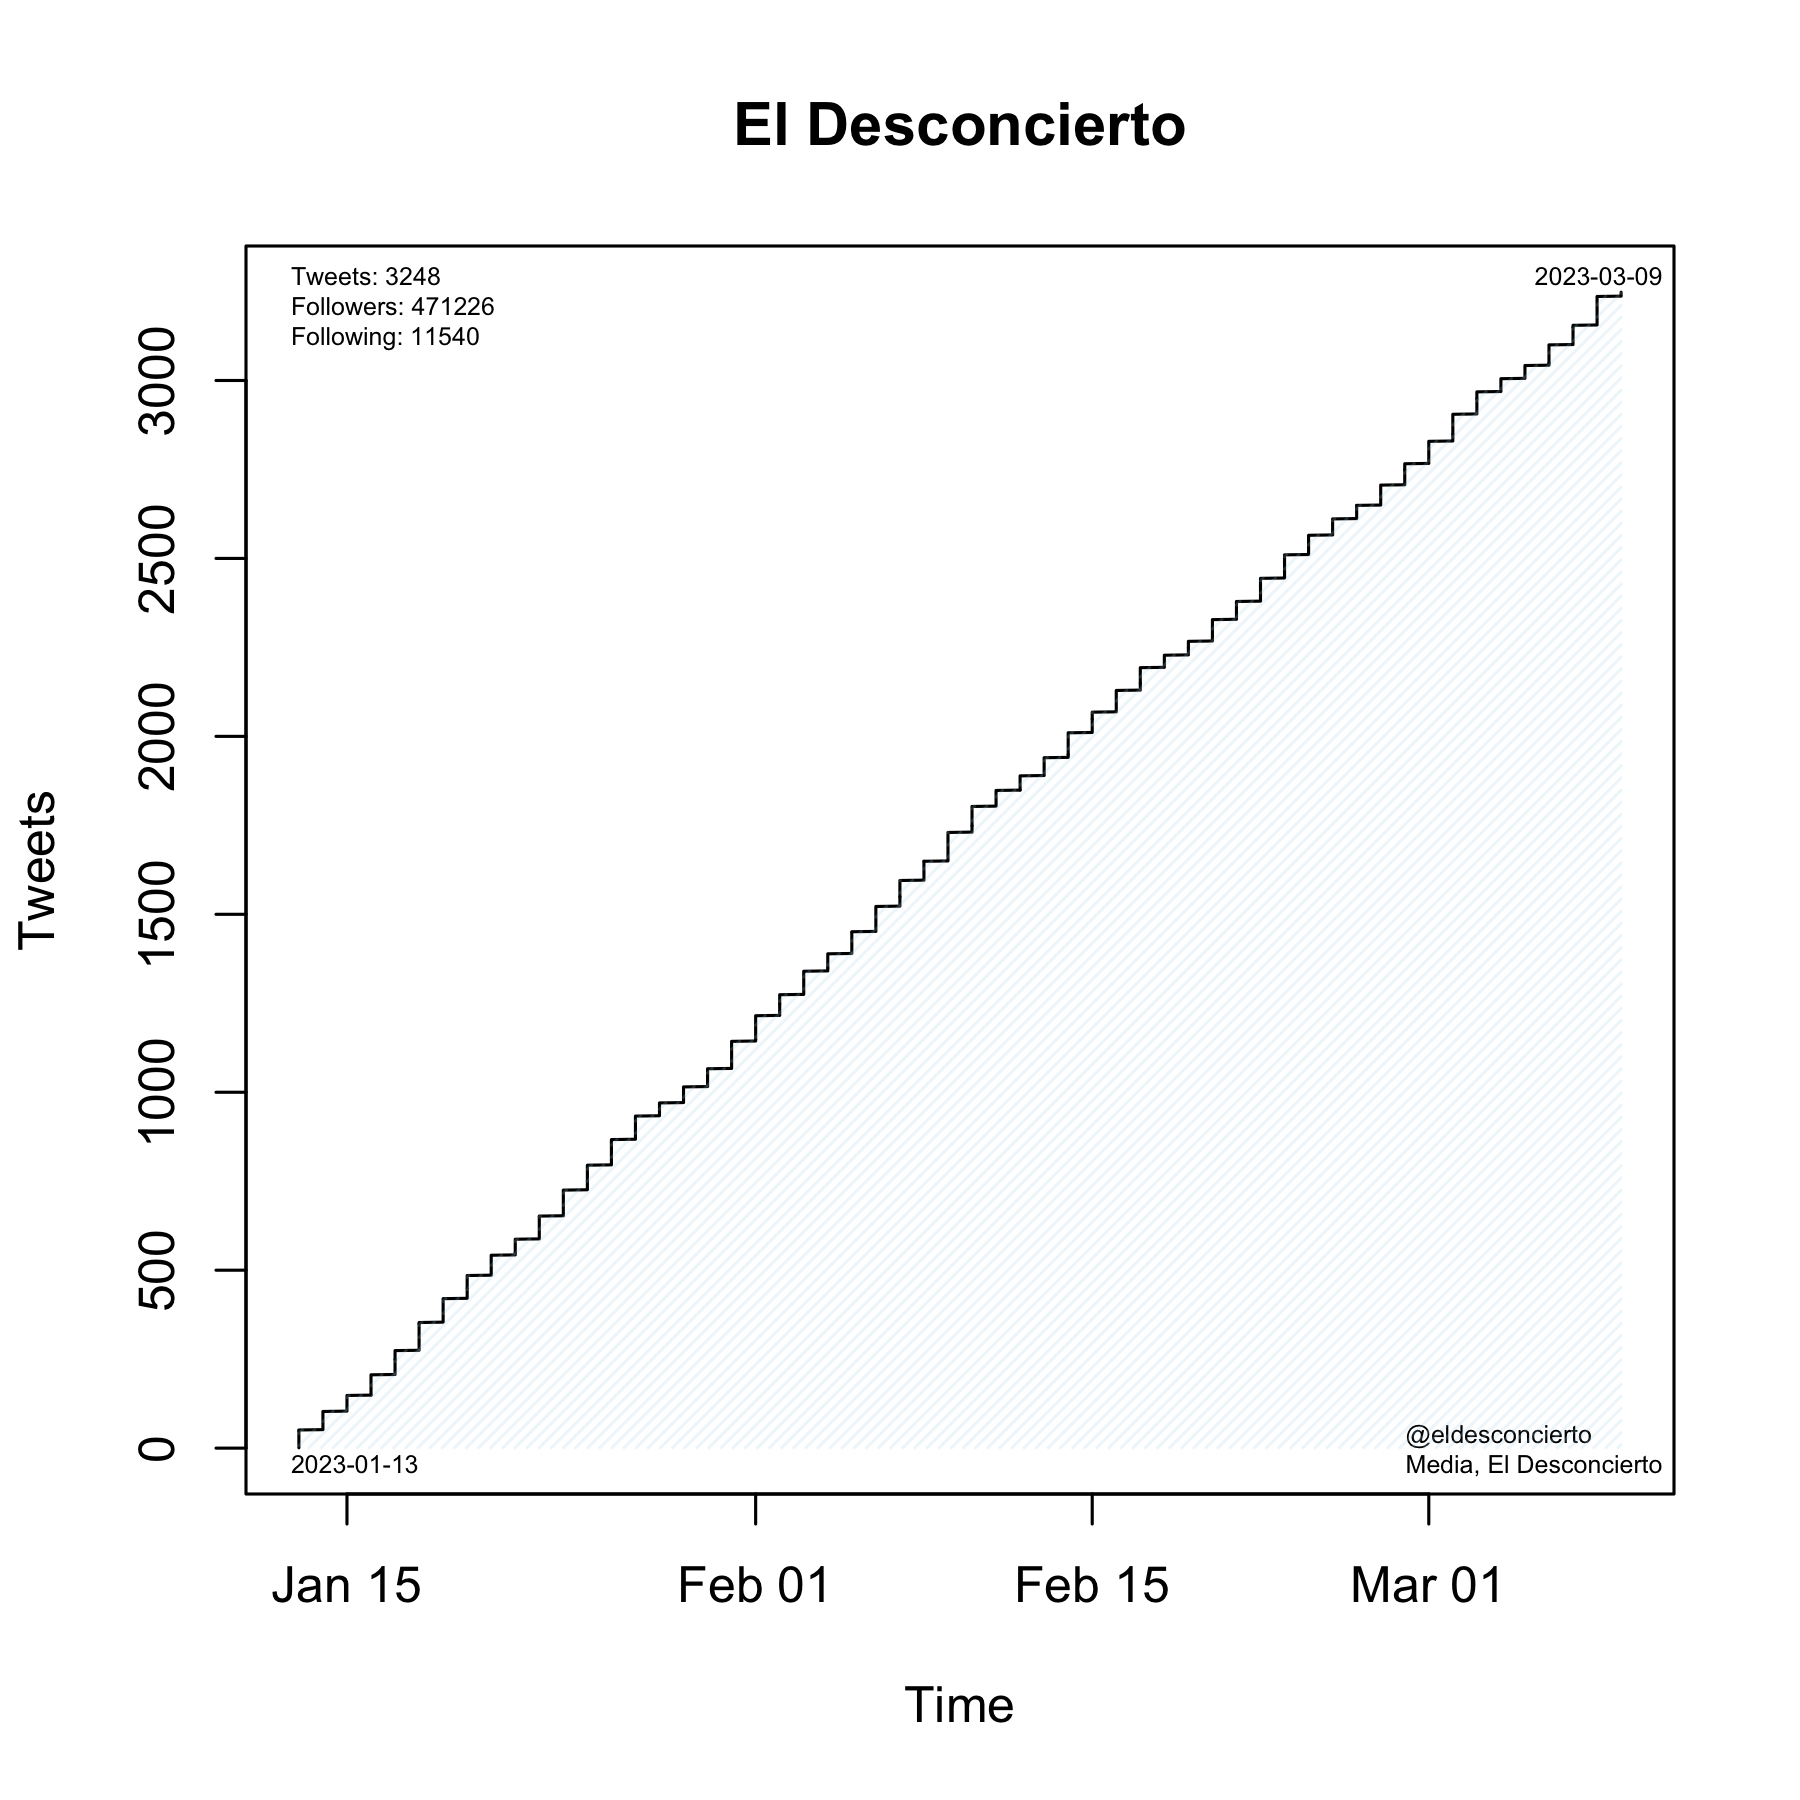 El Desconcierto
Tweets: 3248
Followers: 471226
Following: 11540
2023-03-09
3000
2500
2000
1500
1000
500
0
Tweets
2023-01-13
@eldesconcierto
Media, El Desconcierto
Jan 15
Feb 01
Feb 15
Mar 01
Time